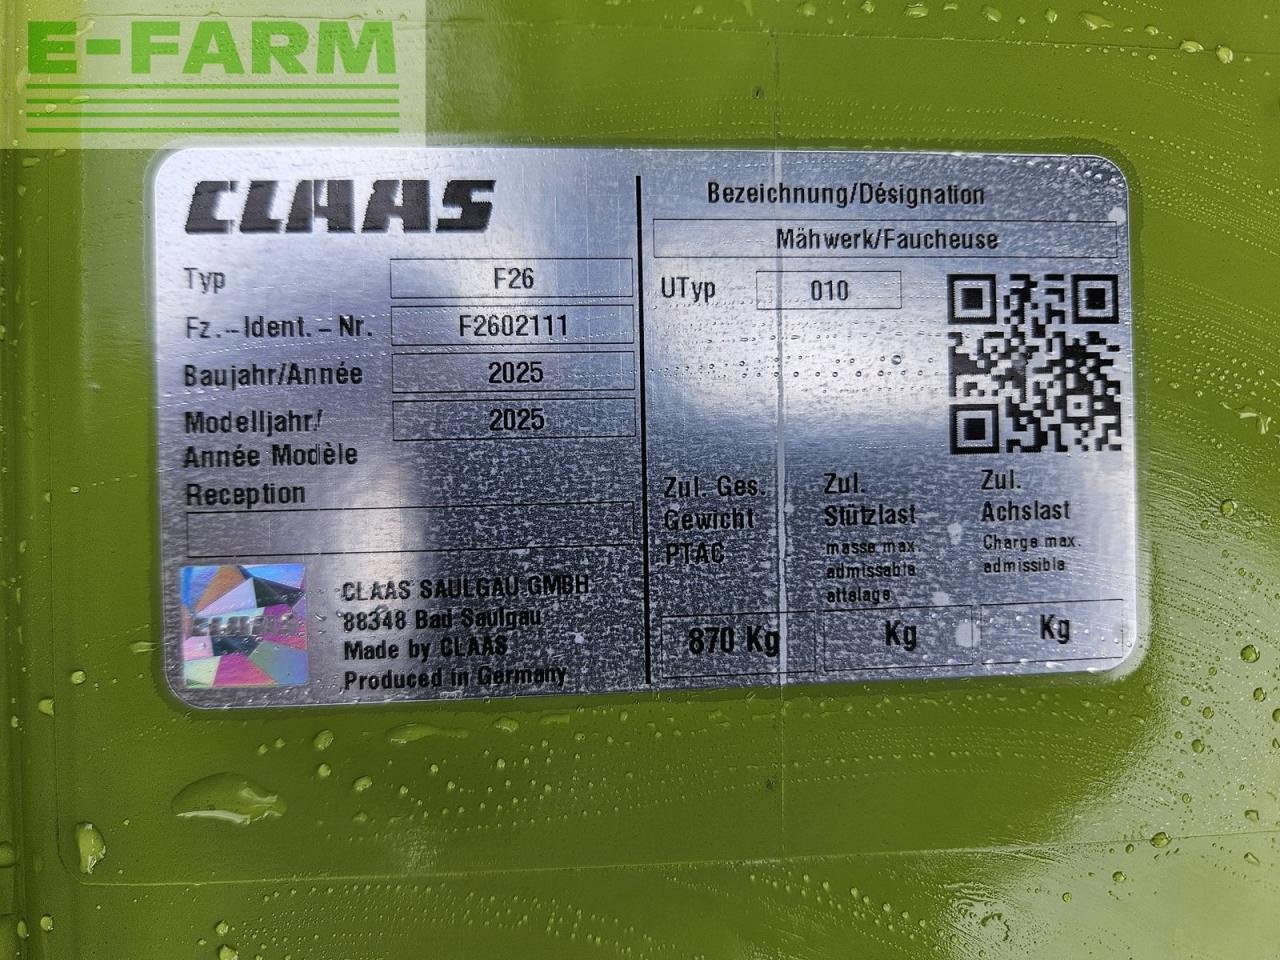 E-FARM
CLAAS
Typ F26
Fz.-Ident.-Nr. F2602111
Baujahr/Année 2025
Modelljahr/ 2025
Année Modèle
Reception
CLAAS SAULGAU GMBH
88348 Bad Saulgau
Made by CLAAS
Produced in Germany
Bezeichnung/Désignation
Mähwerk/Faucheuse
UTyp 010
Zul. Ges.
Gewicht
PTAC
870 Kg
Zul.
Stützlast
masse max.
admissable
attelage
Kg
Zul.
Achslast
Charge max.
admissible
Kg